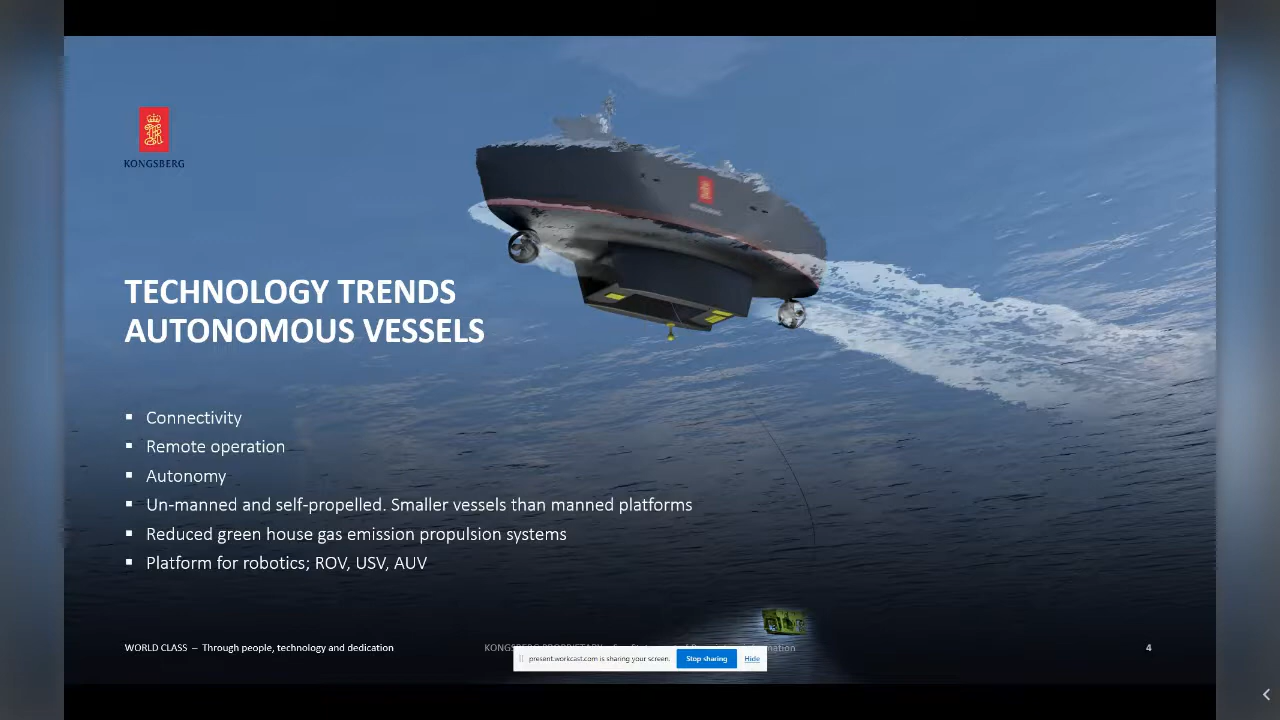 KONGSBERG
TECHNOLOGY TRENDS
AUTONOMOUS VESSELS
▪ Connectivity
▪ Remote operation
▪ Autonomy
▪ Un-manned and self-propelled. Smaller vessels than manned platforms
▪ Reduced green house gas emission propulsion systems
▪ Platform for robotics; ROV, USV, AUV
WORLD CLASS – Through people, technology and dedication
4
present.workcast.com is sharing your screen.
Stop sharing
Hide